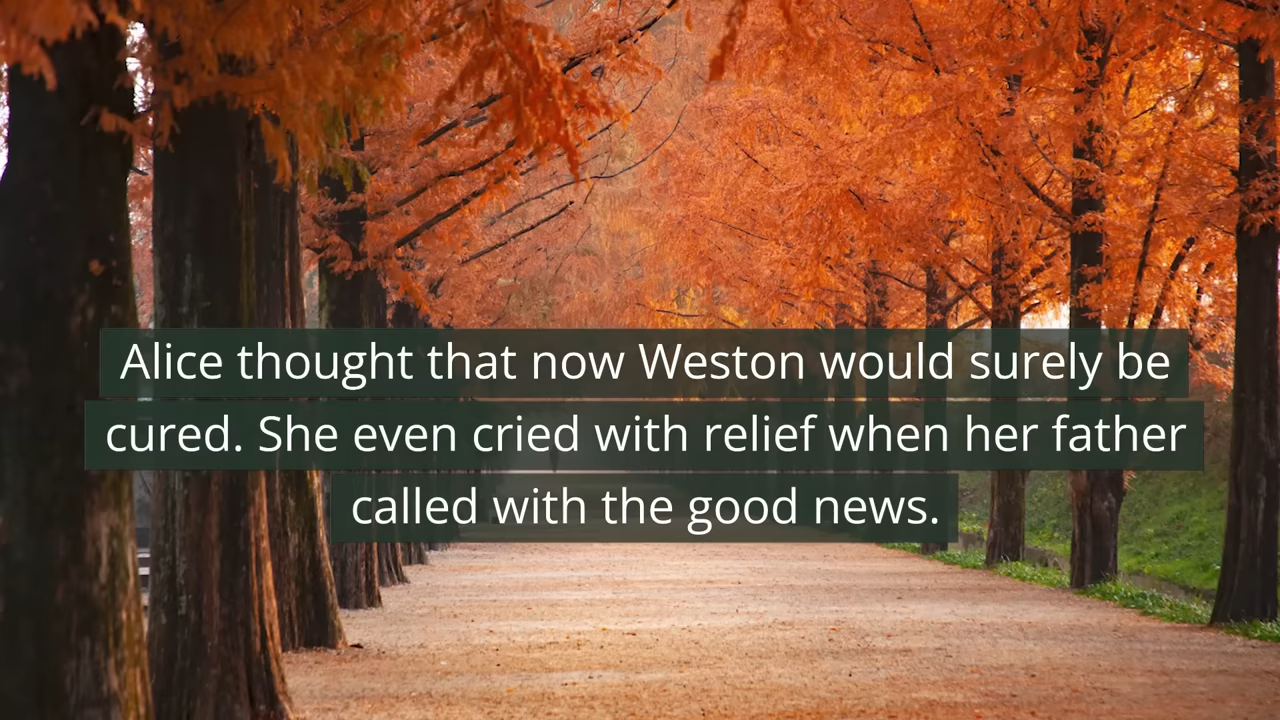 Alice thought that now Weston would surely be
cured. She even cried with relief when her father
called with the good news.